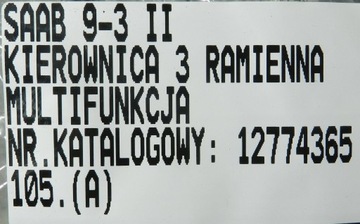 SAAB 9-3 II
KIEROWNICA 3 RAMIENNA
MULTIFUNKCJA
NR.KATALOGOWY: 12774365
105.(A)